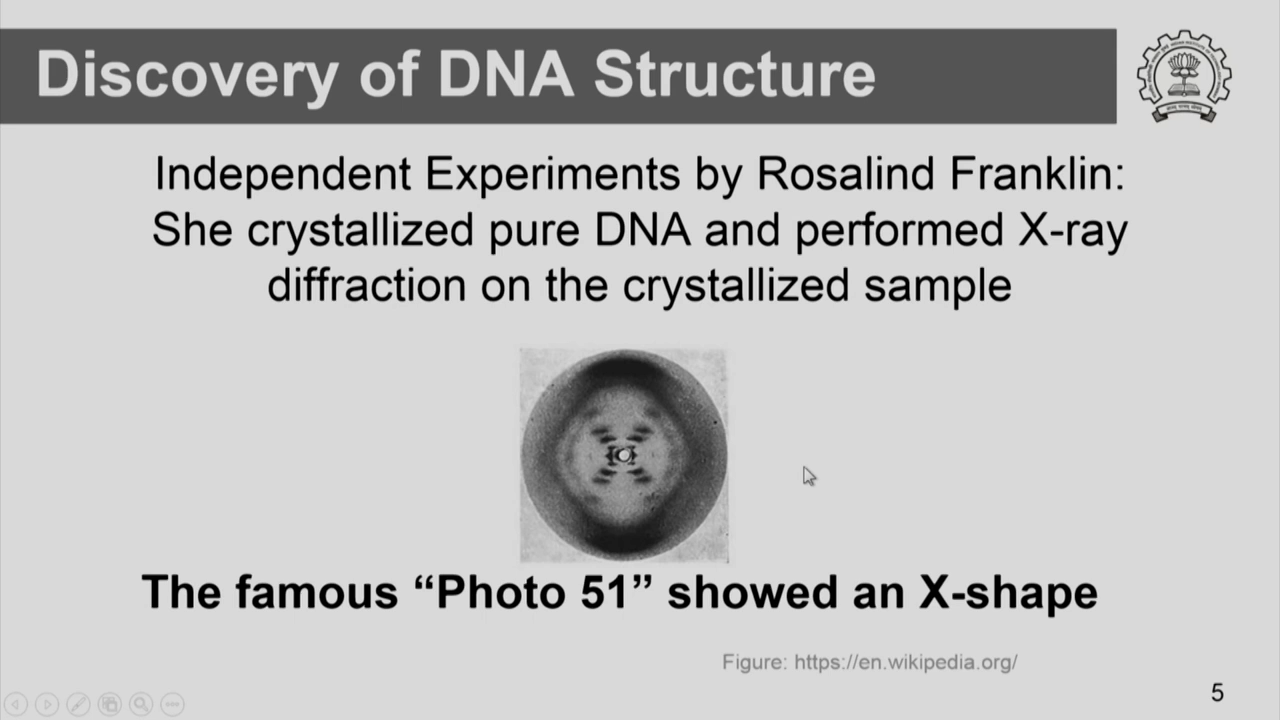 Discovery of DNA Structure
Independent Experiments by Rosalind Franklin:
She crystallized pure DNA and performed X-ray
diffraction on the crystallized sample
The famous “Photo 51” showed an X-shape
Figure: https://en.wikipedia.org/
5